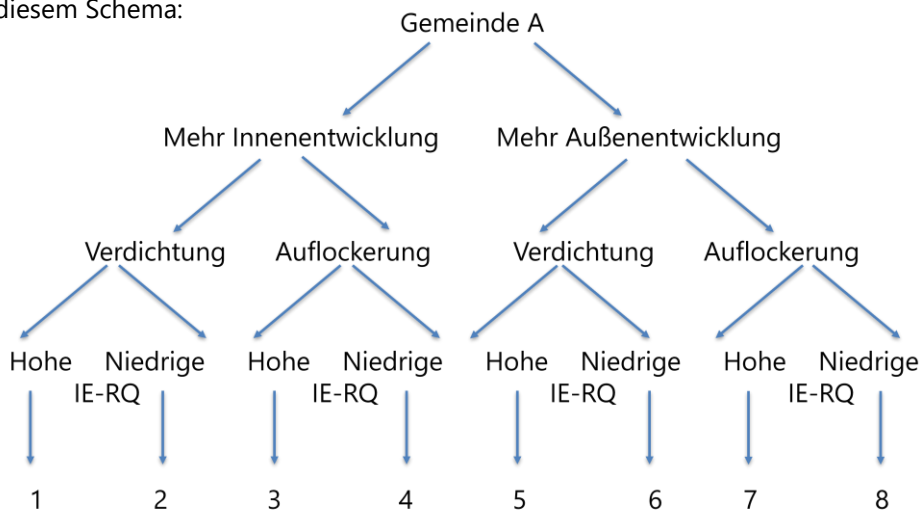 diesem Schema:
Gemeinde A
Mehr Innenentwicklung Mehr Außenentwicklung
Verdichtung Auflockerung Verdichtung Auflockerung
Hohe Niedrige Hohe Niedrige Hohe Niedrige Hohe Niedrige
IE-RQ IE-RQ IE-RQ IE-RQ
1 2 3 4 5 6 7 8